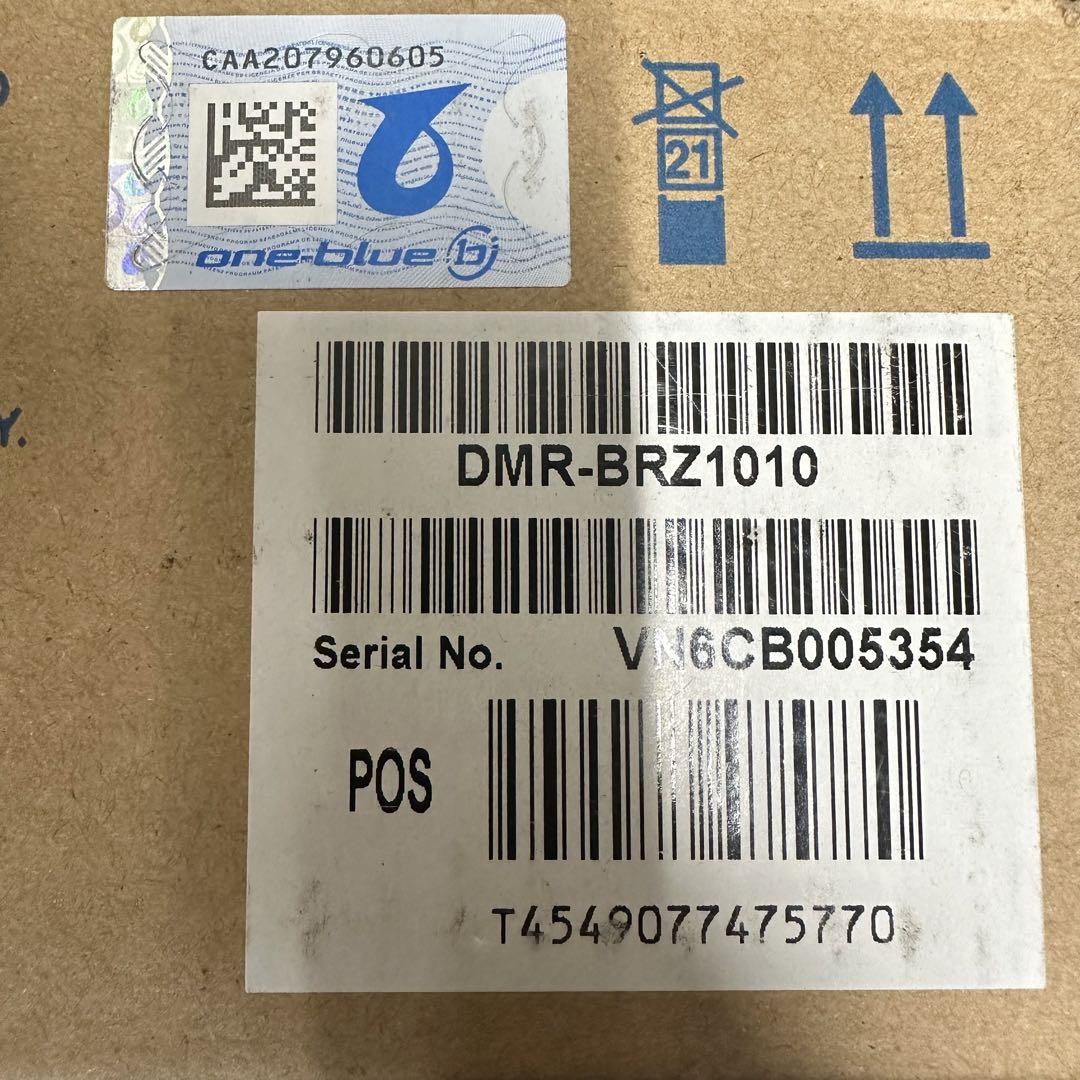 CAA207960605
one-blue
21
DMR-BRZ1010
Serial No. VN6CB005354
POS
T4549077475770
Y.